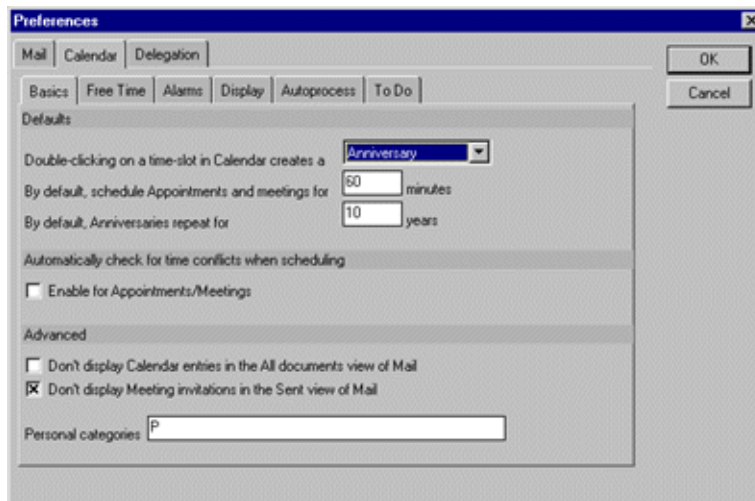 Preferences
Mail Calendar Delegation
OK
Basics Free Time Alarms Display Autoprocess To Do
Cancel
Defaults
Double-clicking on a time-slot in Calendar creates a Anniversary
By default, schedule Appointments and meetings for 60 minutes
By default, Anniversaries repeat for 10 years
Automatically check for time conflicts when scheduling
Enable for Appointments/Meetings
Advanced
Don't display Calendar entries in the All documents view of Mail
Don't display Meeting invitations in the Sent view of Mail
Personal categories P